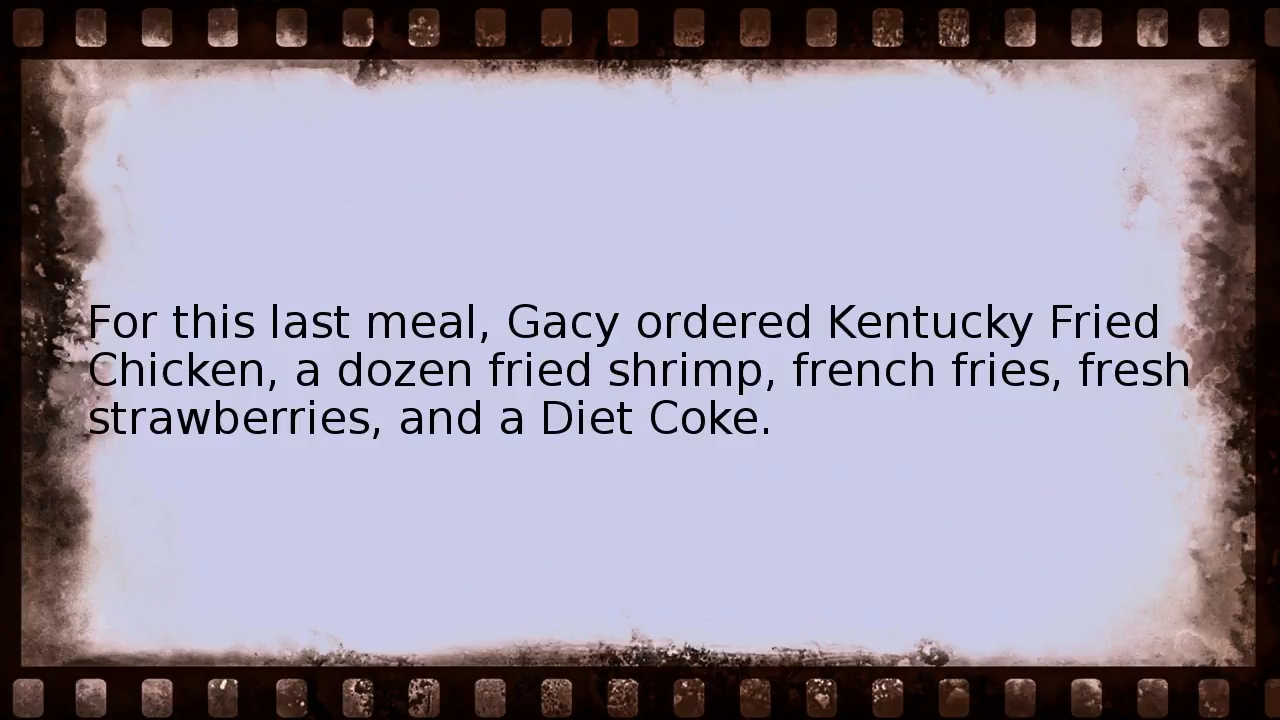 For this last meal, Gacy ordered Kentucky Fried
Chicken, a dozen fried shrimp, french fries, fresh
strawberries, and a Diet Coke.